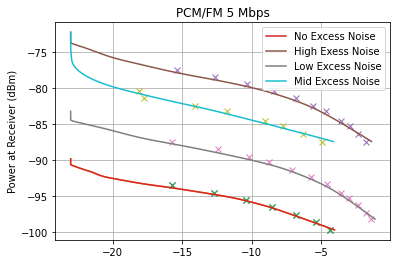 PCM/FM 5 Mbps
No Excess Noise
High Exess Noise
Low Excess Noise
Mid Excess Noise
Power at Receiver (dBm)
−75
−80
−85
−90
−95
−100
−20
−15
−10
−5